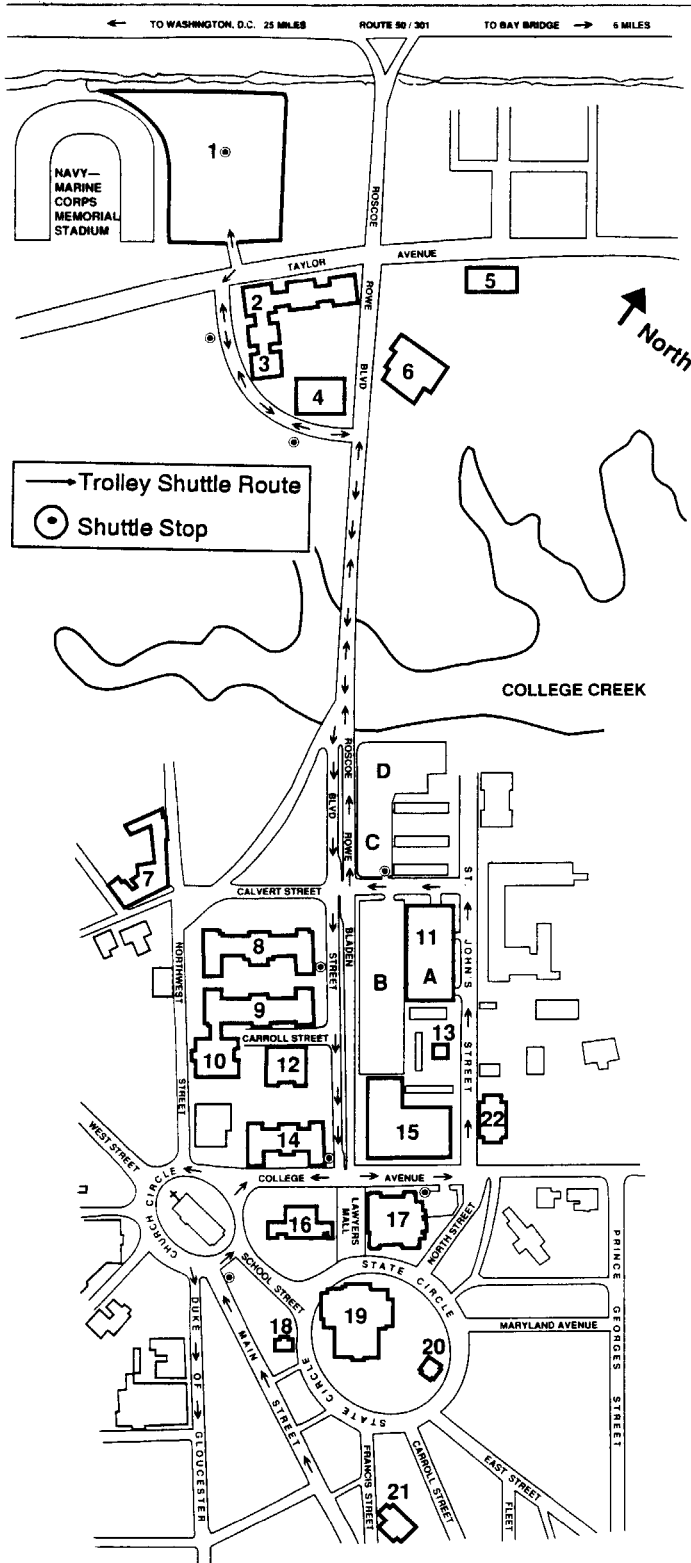 ← TO WASHINGTON, D.C. 25 MILES ROUTE 50 / 301 TO BAY BRIDGE → 6 MILES
1
NAVY—
MARINE
CORPS
MEMORIAL
STADIUM
ROSCOE
TAYLOR AVENUE
2
ROWE
5
North
3
4
BLVD
6
→ Trolley Shuttle Route
Shuttle Stop
COLLEGE CREEK
ROSCOE
D
BLVD
ROWE
C
7
ST.
CALVERT STREET
11
8
NORTHWEST
STREET
BLADEN
B
A
JOHN'S
9
CARROLL STREET
13
10
12
STREET
STREET
14
15
22
WEST STREET
CHURCH CIRCLE
COLLEGE AVENUE
16
LAWYERS
MALL
17
NORTH STREET
SCHOOL STREET
STATE CIRCLE
PRINCE GEORGES STREET
19
18
MARYLAND AVENUE
DUKE OF GLOUCESTER
MAIN STREET
20
STATE CIRCLE
FRANCIS STREET
CARROLL STREET
EAST STREET
21
FLEET